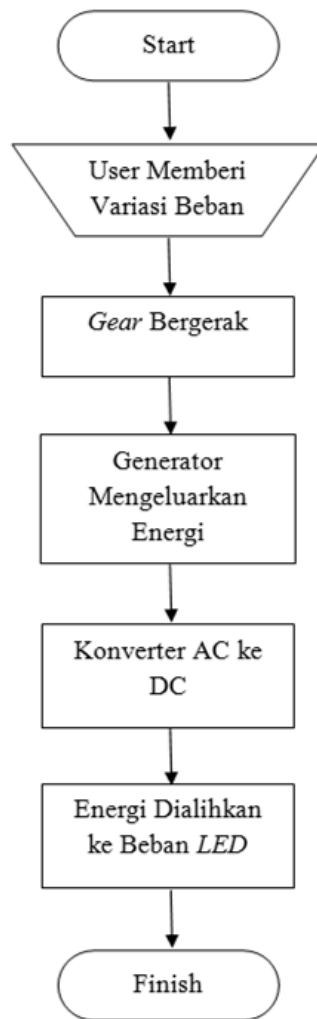 Start
User Memberi
Variasi Beban
Gear Bergerak
Generator
Mengeluarkan
Energi
Konverter AC ke
DC
Energi Dialihkan
ke Beban LED
Finish